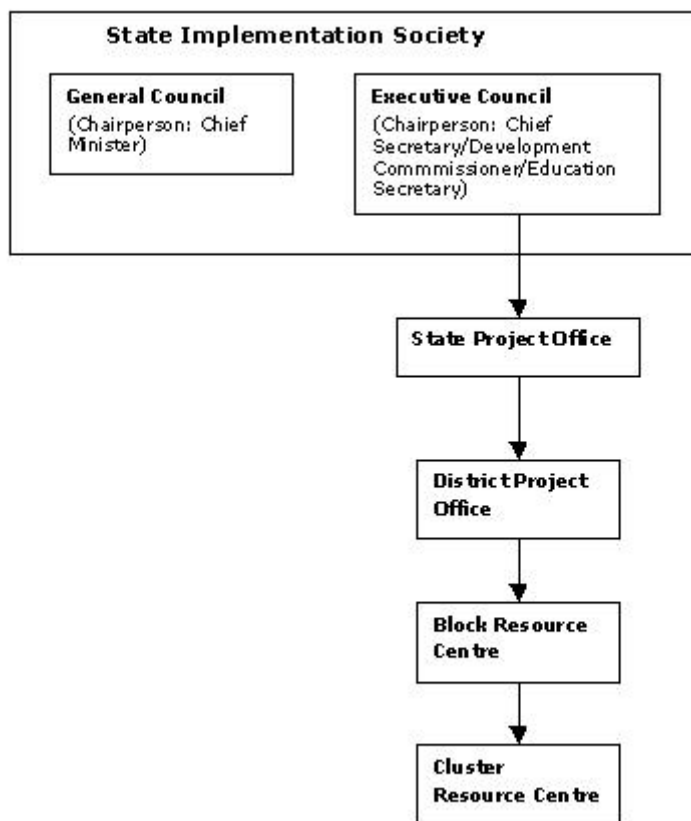 State Implementation Society
General Council
(Chairperson: Chief
Minister)
Executive Council
(Chairperson: Chief
Secretary/Development
Commmissioner/Education
Secretary)
State Project Office
District Project
Office
Block Resource
Centre
Cluster
Resource Centre